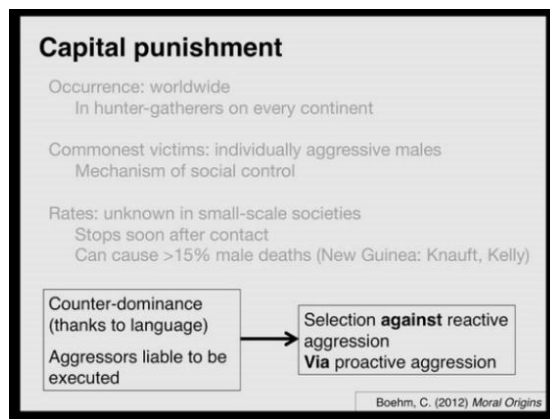 Capital punishment
Occurrence: worldwide
In hunter-gatherers on every continent
Commonest victims: individually aggressive males
Mechanism of social control
Rates: unknown in small-scale societies
Stops soon after contact
Can cause >15% male deaths (New Guinea: Knauft, Kelly)
Counter-dominance
(thanks to language)
Aggressors liable to be
executed
Selection against reactive
aggression
Via proactive aggression
Boehm, C. (2012) Moral Origins